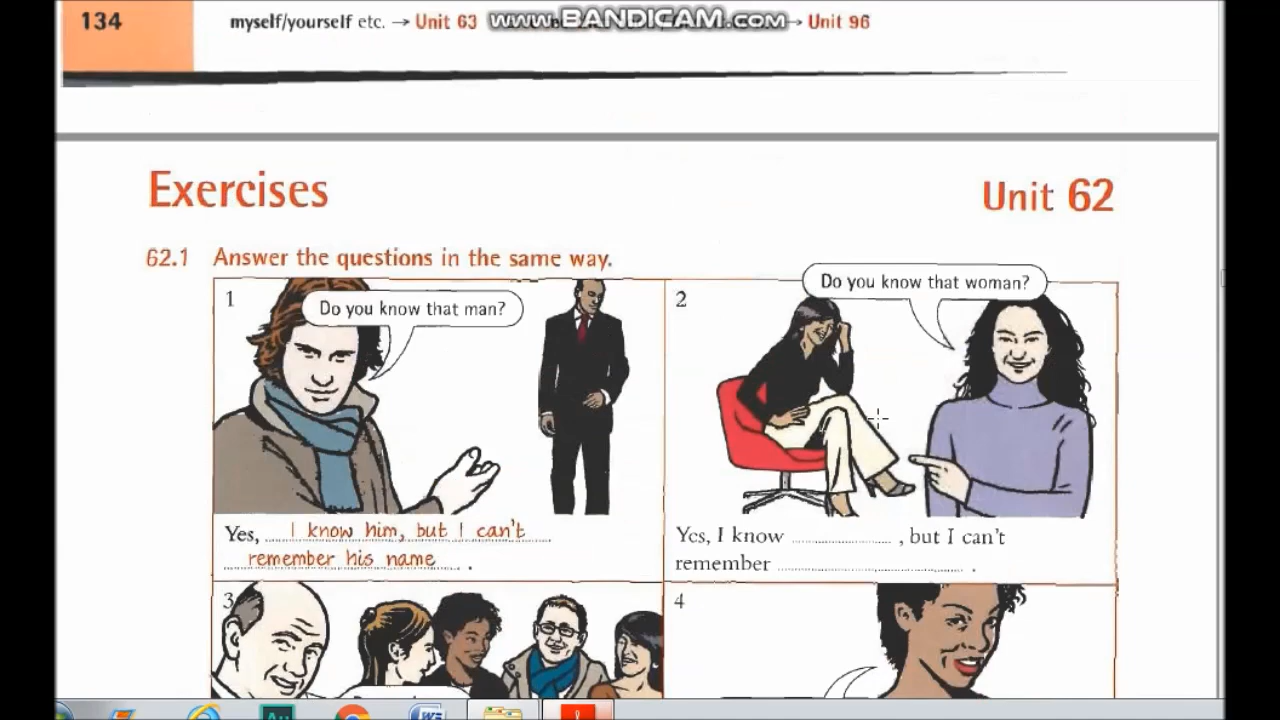 134
myself/yourself etc. → Unit 63
www.BANDICAM.com
→ Unit 96
Exercises
Unit 62
62.1 Answer the questions in the same way.
1
Do you know that man?
Yes, I know him, but I can't
remember his name .
2
Do you know that woman?
Yes, I know .................... , but I can't
remember ........................................ .
3
4
Au
W